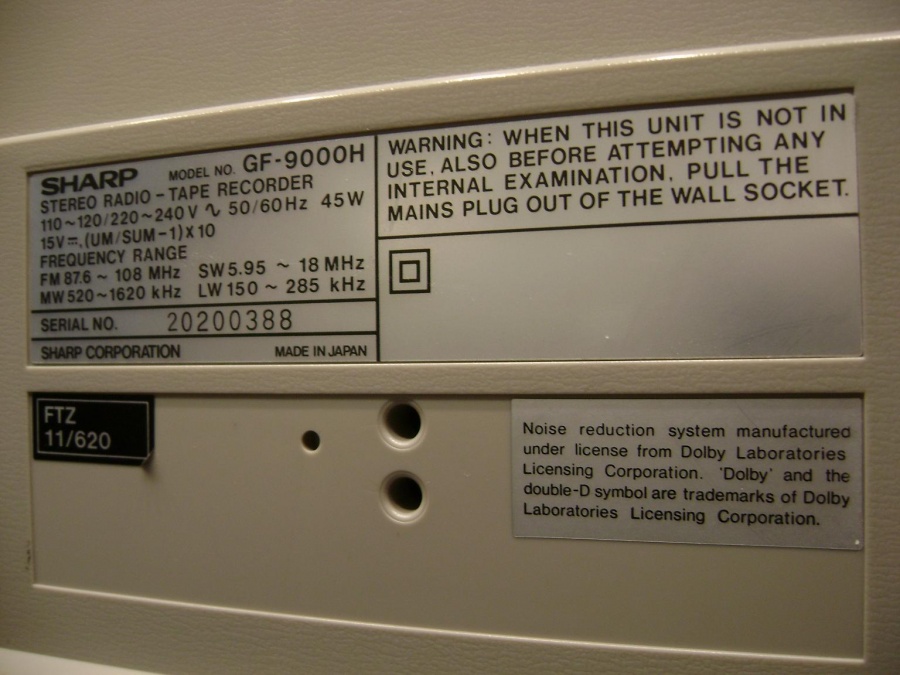 SHARP MODEL NO. GF-9000H
STEREO RADIO-TAPE RECORDER
110~120/220~240V ∿ 50/60Hz 45W
15V⎓,(UM/SUM-1)X10
FREQUENCY RANGE
FM 87.6 ~ 108 MHz SW 5.95 ~ 18 MHz
MW 520~1620 kHz LW 150 ~ 285 kHz
SERIAL NO. 20200388
SHARP CORPORATION MADE IN JAPAN
WARNING: WHEN THIS UNIT IS NOT IN
USE, ALSO BEFORE ATTEMPTING ANY
INTERNAL EXAMINATION, PULL THE
MAINS PLUG OUT OF THE WALL SOCKET.
FTZ
11/620
Noise reduction system manufactured
under license from Dolby Laboratories
Licensing Corporation. 'Dolby' and the
double-D symbol are trademarks of Dolby
Laboratories Licensing Corporation.